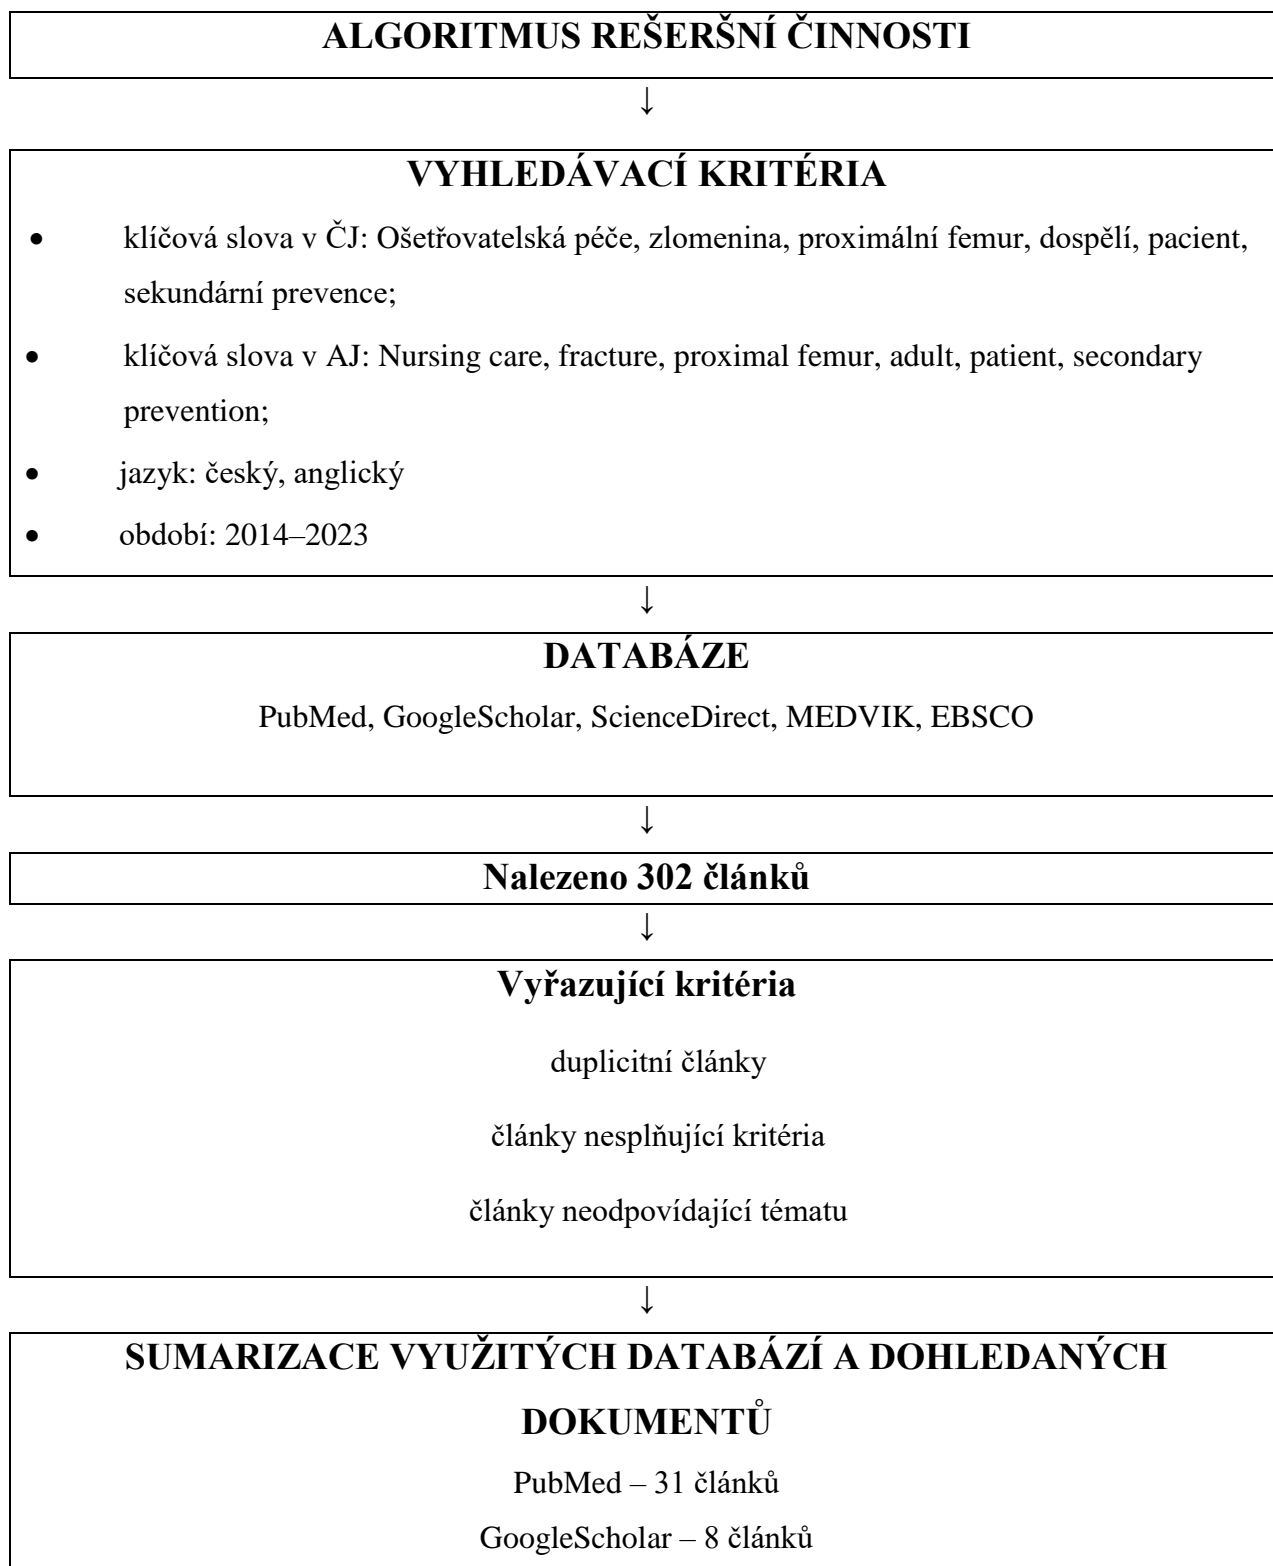 ALGORITMUS REŠERŠNÍ ČINNOSTI
↓
VYHLEDÁVACÍ KRITÉRIA
• klíčová slova v ČJ: Ošetřovatelská péče, zlomenina, proximální femur, dospělí, pacient,
sekundární prevence;
• klíčová slova v AJ: Nursing care, fracture, proximal femur, adult, patient, secondary
prevention;
• jazyk: český, anglický
• období: 2014–2023
↓
DATABÁZE
PubMed, GoogleScholar, ScienceDirect, MEDVIK, EBSCO
↓
Nalezeno 302 článků
↓
Vyřazující kritéria
duplicitní články
články nesplňující kritéria
články neodpovídající tématu
↓
SUMARIZACE VYUŽITÝCH DATABÁZÍ A DOHLEDANÝCH
DOKUMENTŮ
PubMed – 31 článků
GoogleScholar – 8 článků